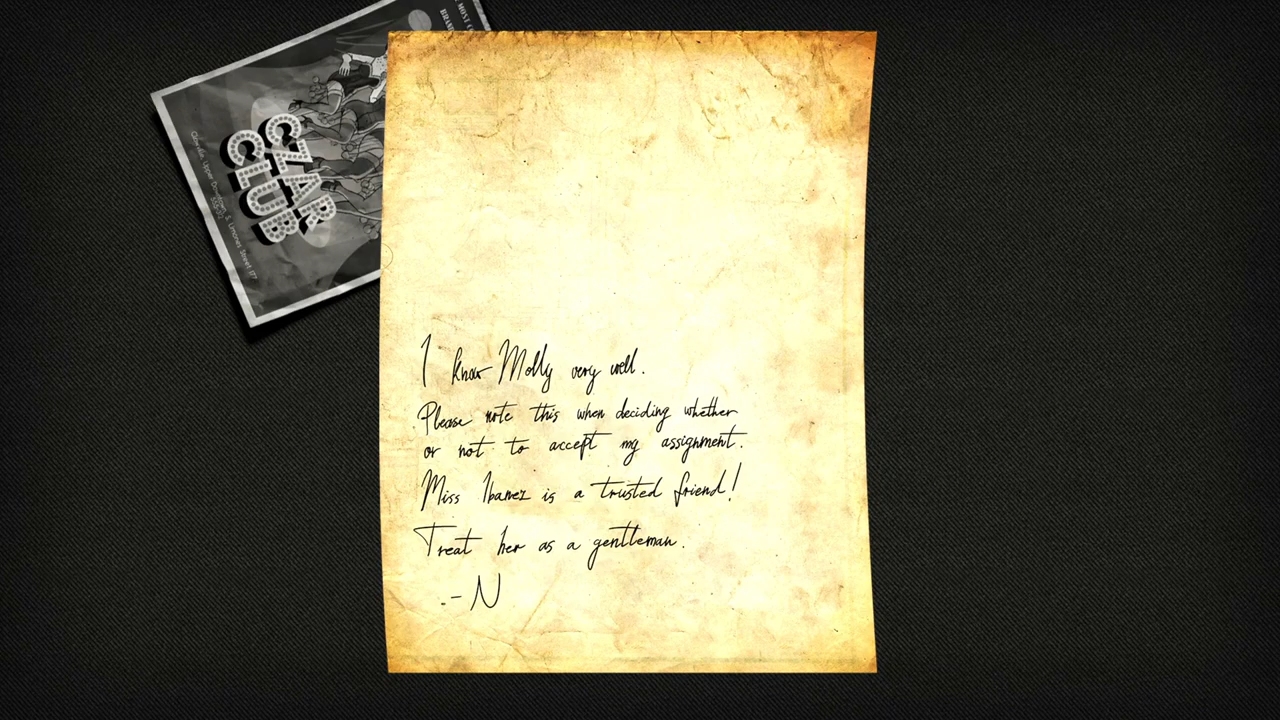 CZAR
CLUB
I know Molly very well.
Please note this when deciding whether
or not to accept my assignment.
Miss Ibanez is a trusted friend!
Treat her as a gentleman.
-N